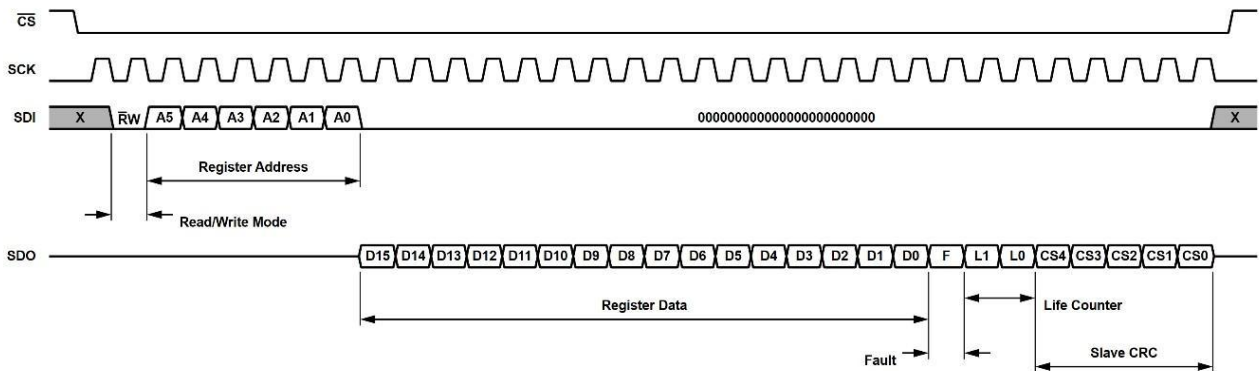 CS
SCK
SDI X RW A5 A4 A3 A2 A1 A0 000000000000000000000000 X
Register Address
Read/Write Mode
SDO D15 D14 D13 D12 D11 D10 D9 D8 D7 D6 D5 D4 D3 D2 D1 D0 F L1 L0 CS4 CS3 CS2 CS1 CS0
Register Data
Life Counter
Fault
Slave CRC